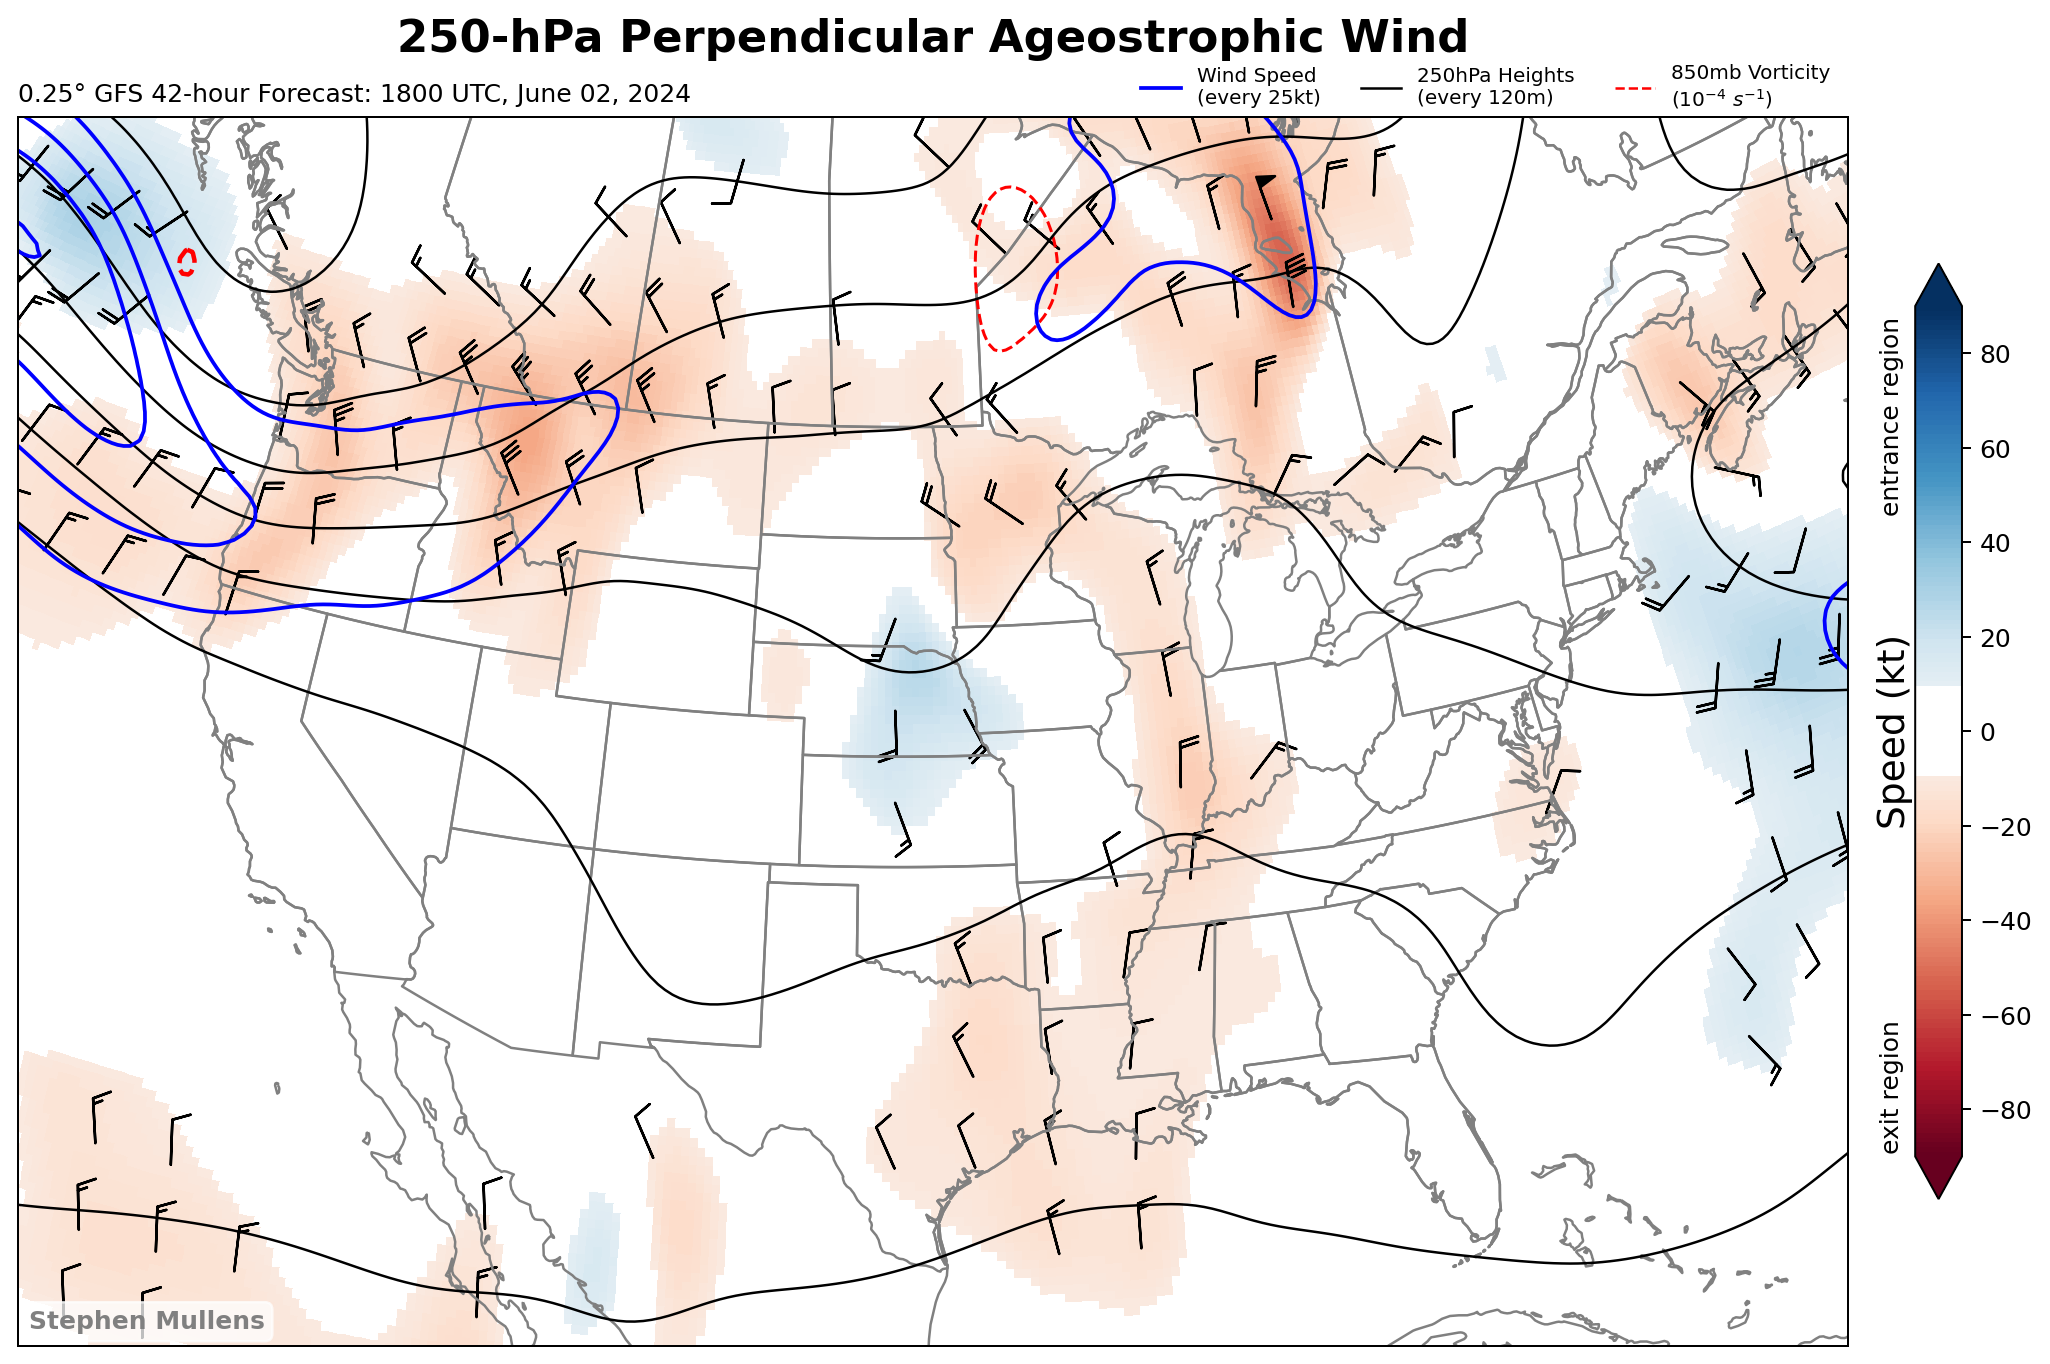 250-hPa Perpendicular Ageostrophic Wind
0.25° GFS 42-hour Forecast: 1800 UTC, June 02, 2024
Wind Speed
(every 25kt)
250hPa Heights
(every 120m)
850mb Vorticity
(10⁻⁴ s⁻¹)
entrance region
Speed (kt)
exit region
80
60
40
20
0
−20
−40
−60
−80
Stephen Mullens